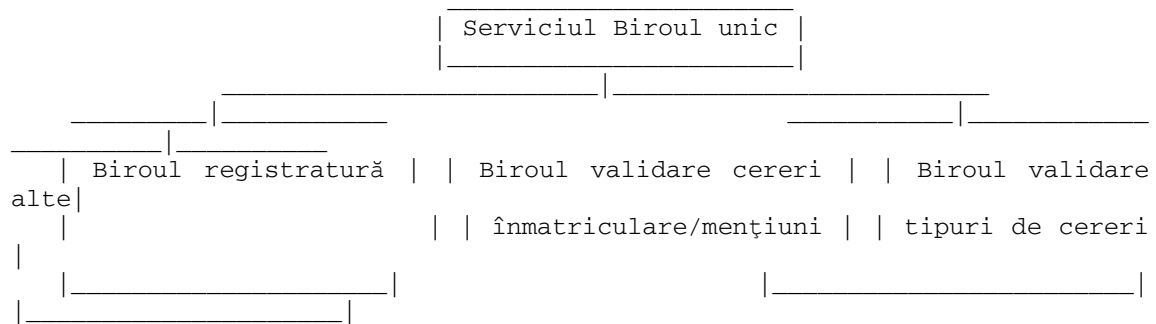 Serviciul Biroul unic
Biroul registratură | | Biroul validare cereri | | Biroul validare
alte|
| | | înmatriculare/menţiuni | | tipuri de cereri